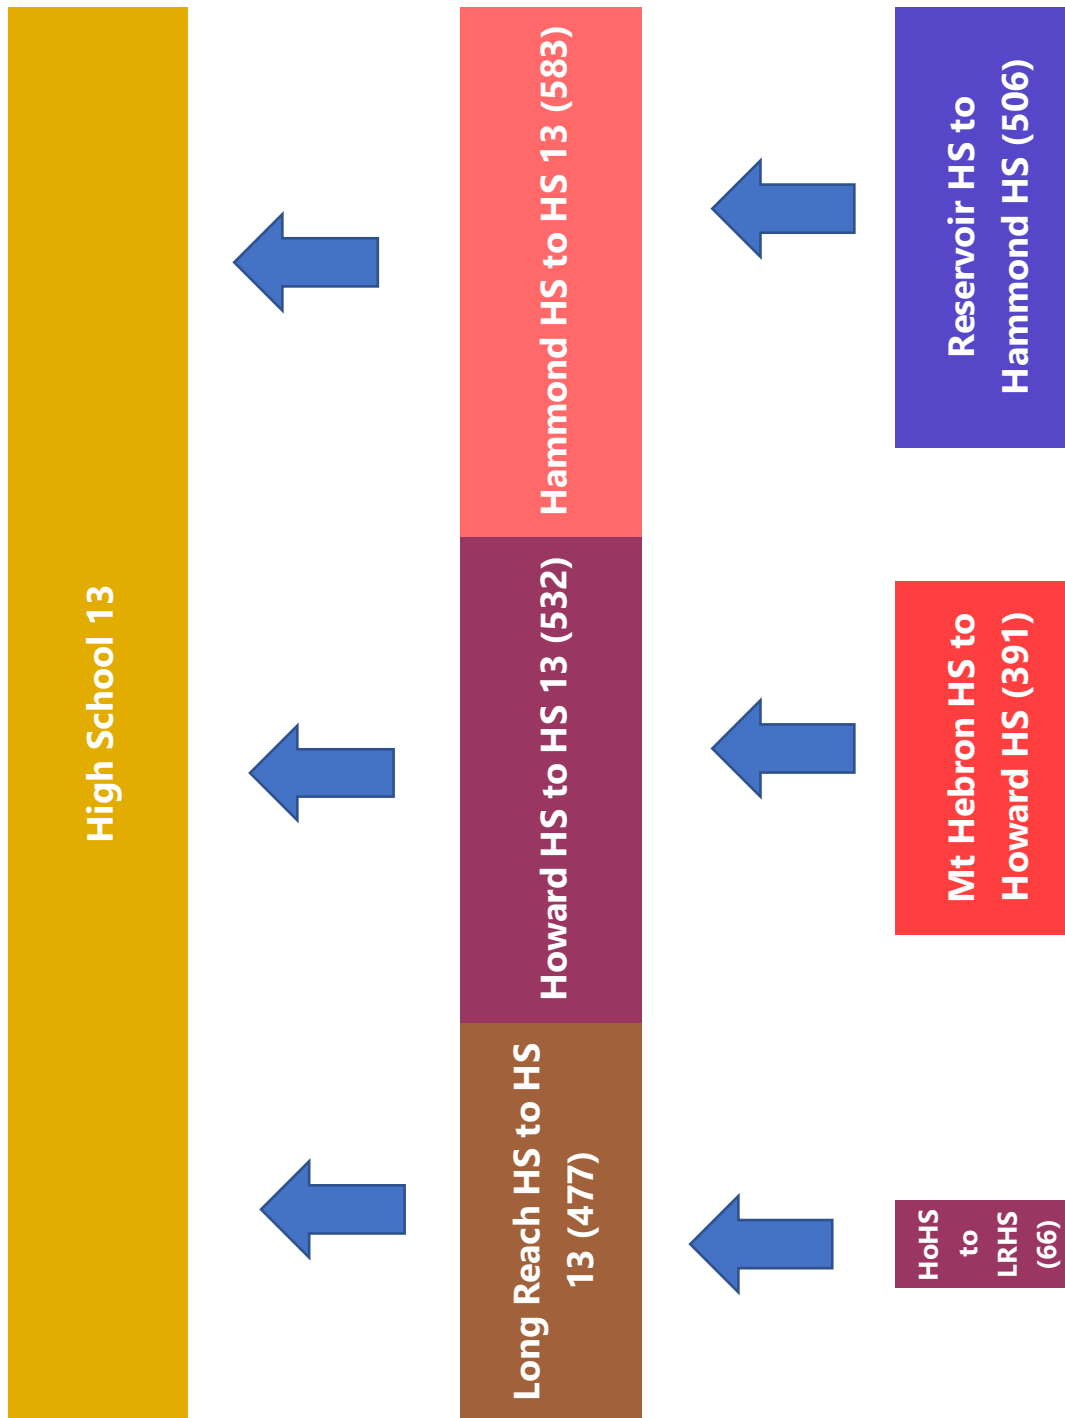 High School 13
Long Reach HS to HS
13 (477)
Howard HS to HS 13 (532)
Hammond HS to HS 13 (583)
HoHS
to
LRHS
(66)
Mt Hebron HS to
Howard HS (391)
Reservoir HS to
Hammond HS (506)